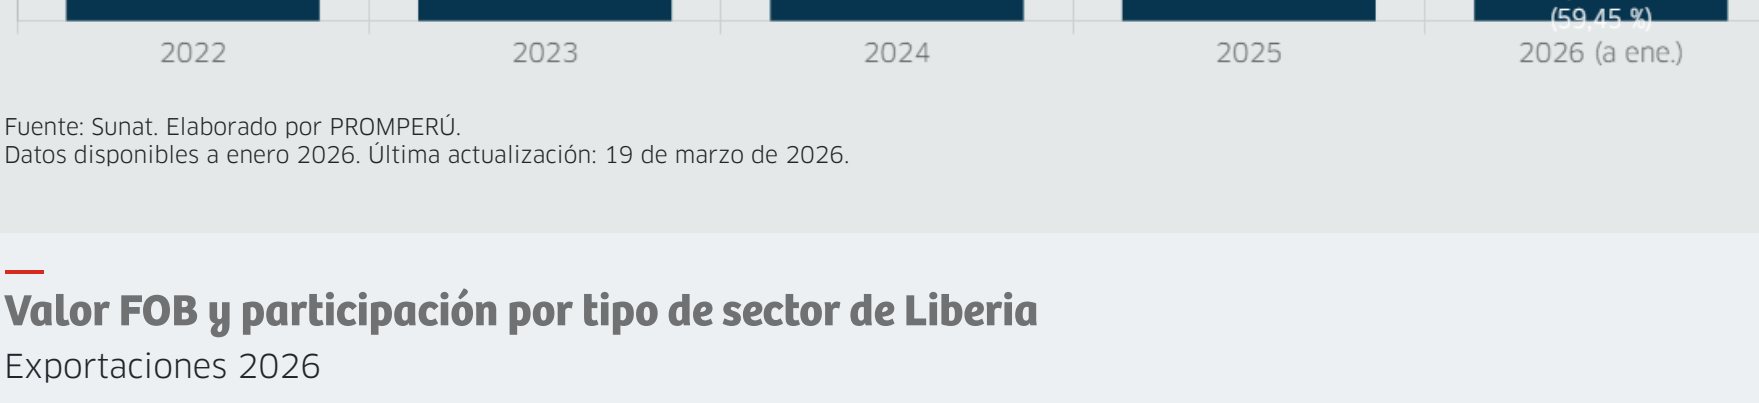 (59,45 %)
2022 2023 2024 2025 2026 (a ene.)
Fuente: Sunat. Elaborado por PROMPERÚ.
Datos disponibles a enero 2026. Última actualización: 19 de marzo de 2026.
Valor FOB y participación por tipo de sector de Liberia
Exportaciones 2026